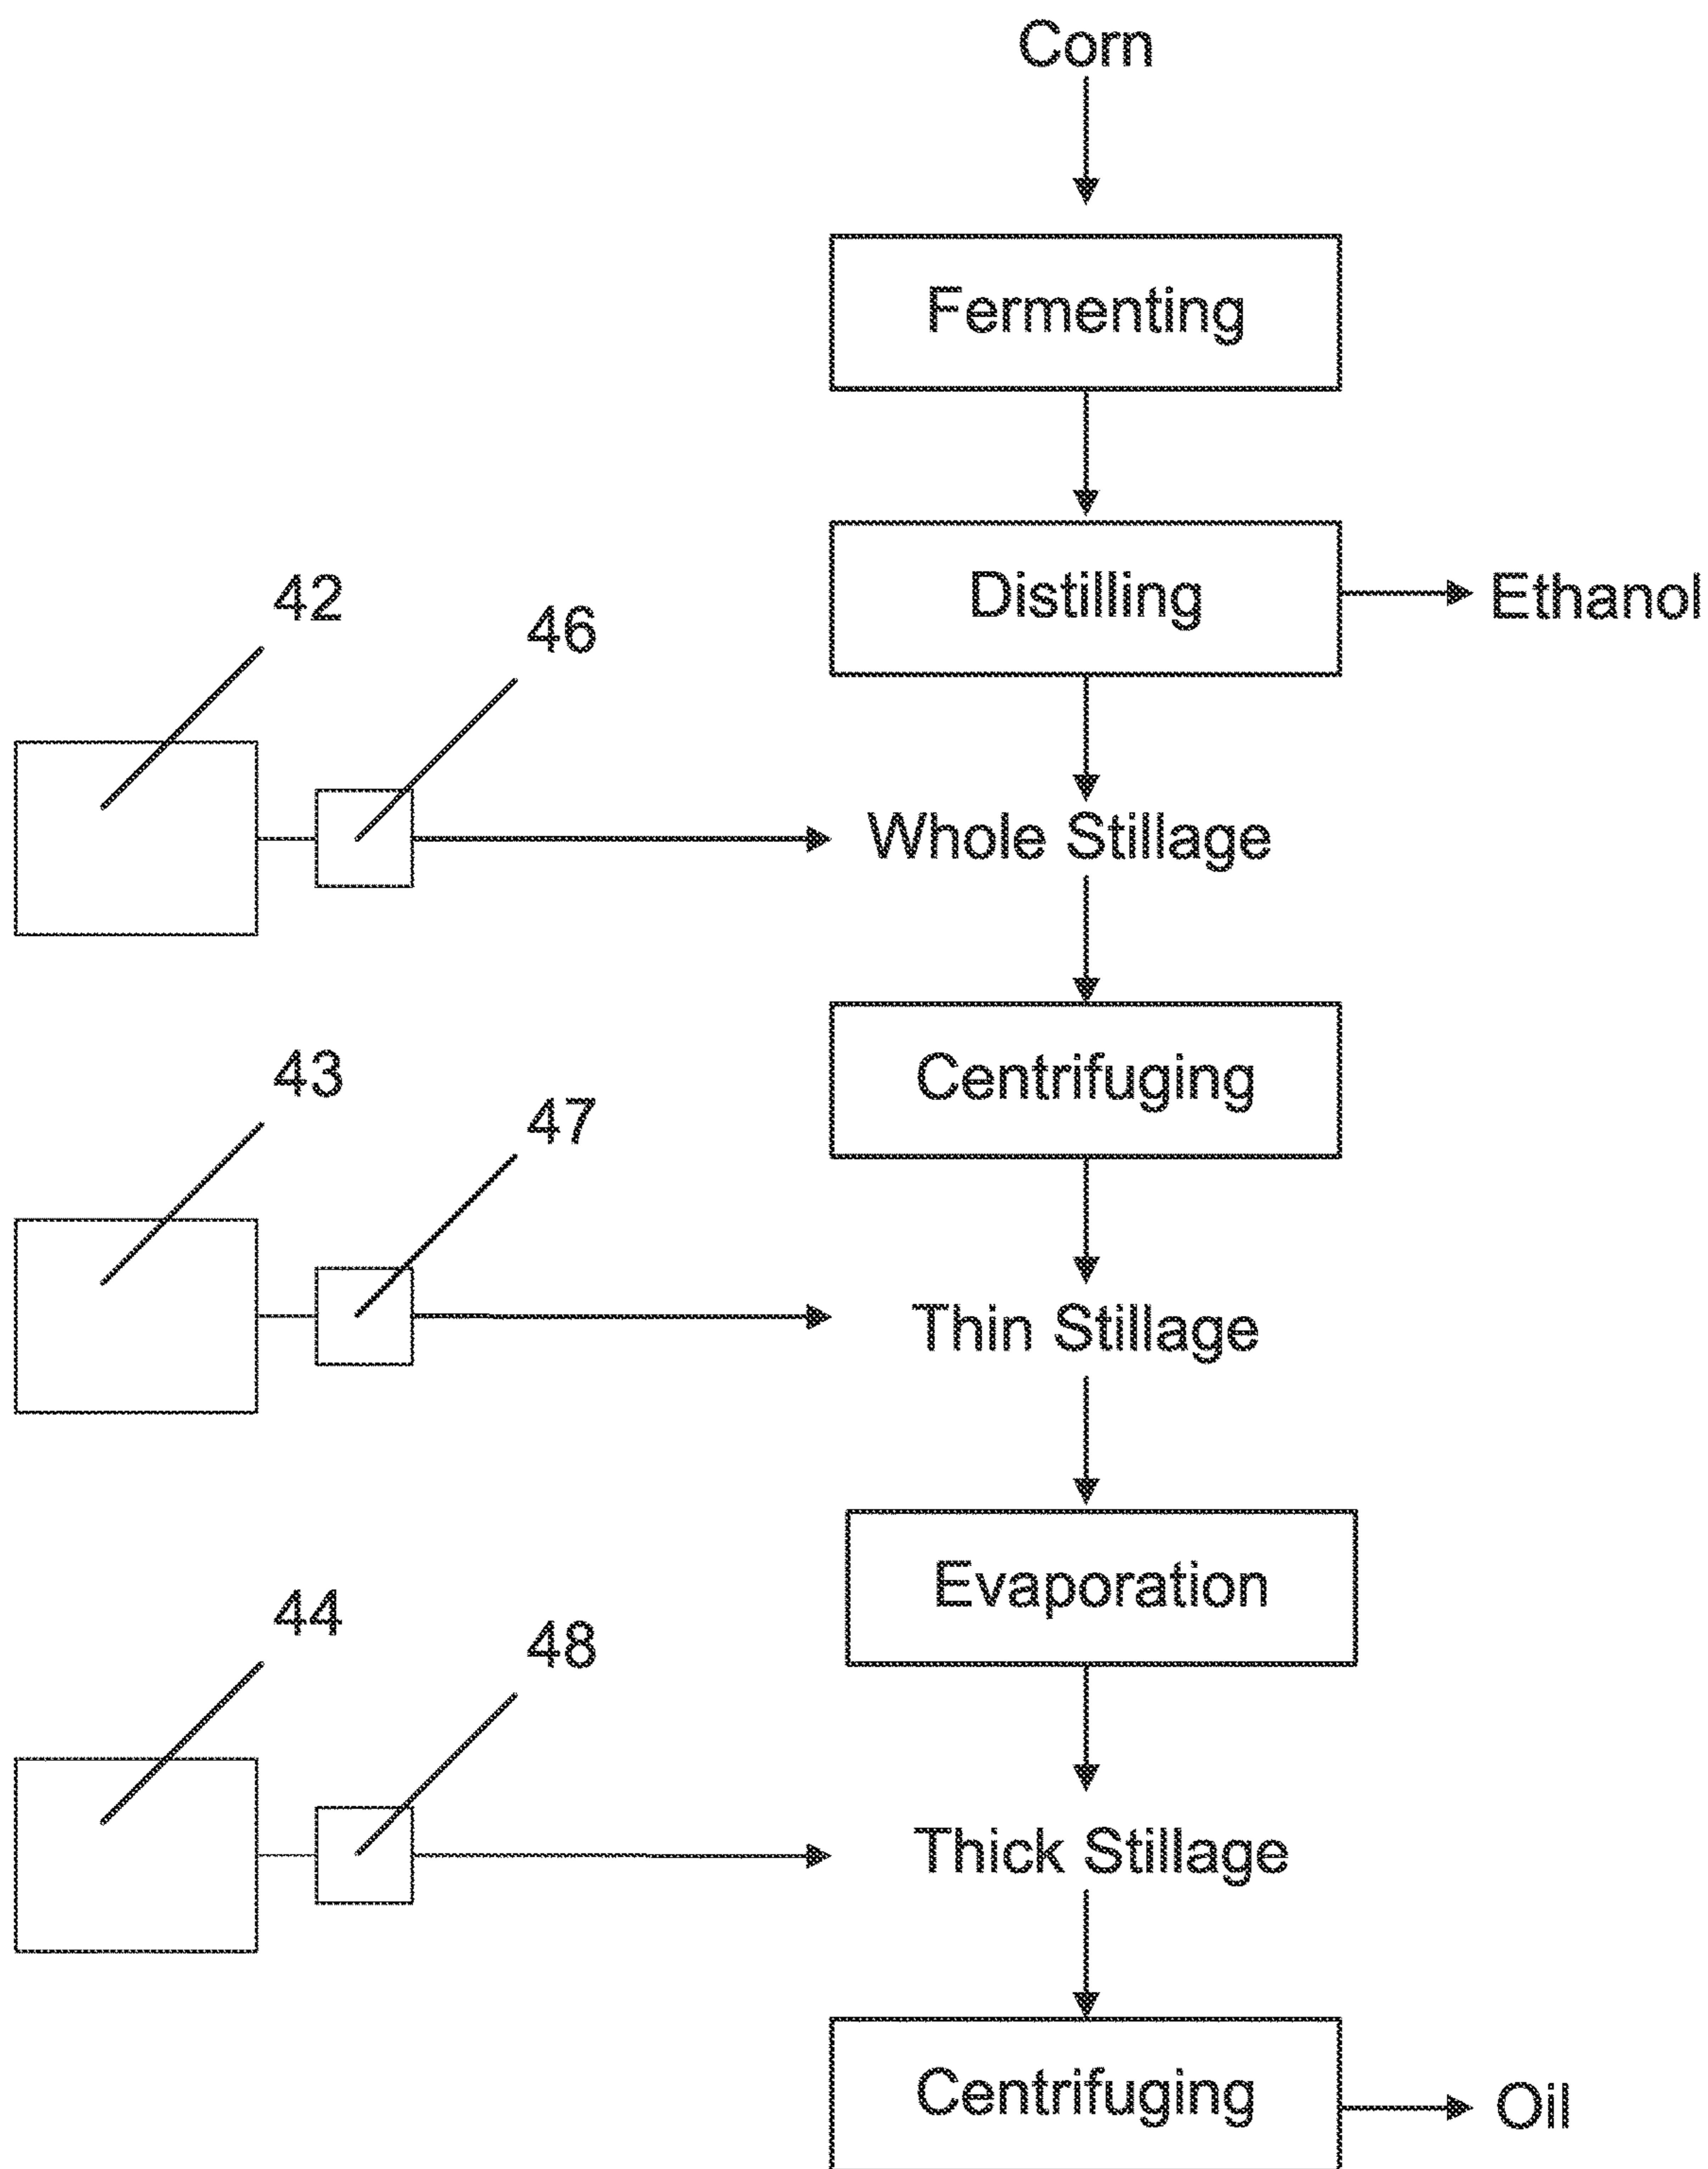 Corn
Fermenting
Distilling
Ethanol
42
46
Whole Stillage
Centrifuging
43
47
Thin Stillage
Evaporation
44
48
Thick Stillage
Centrifuging
Oil